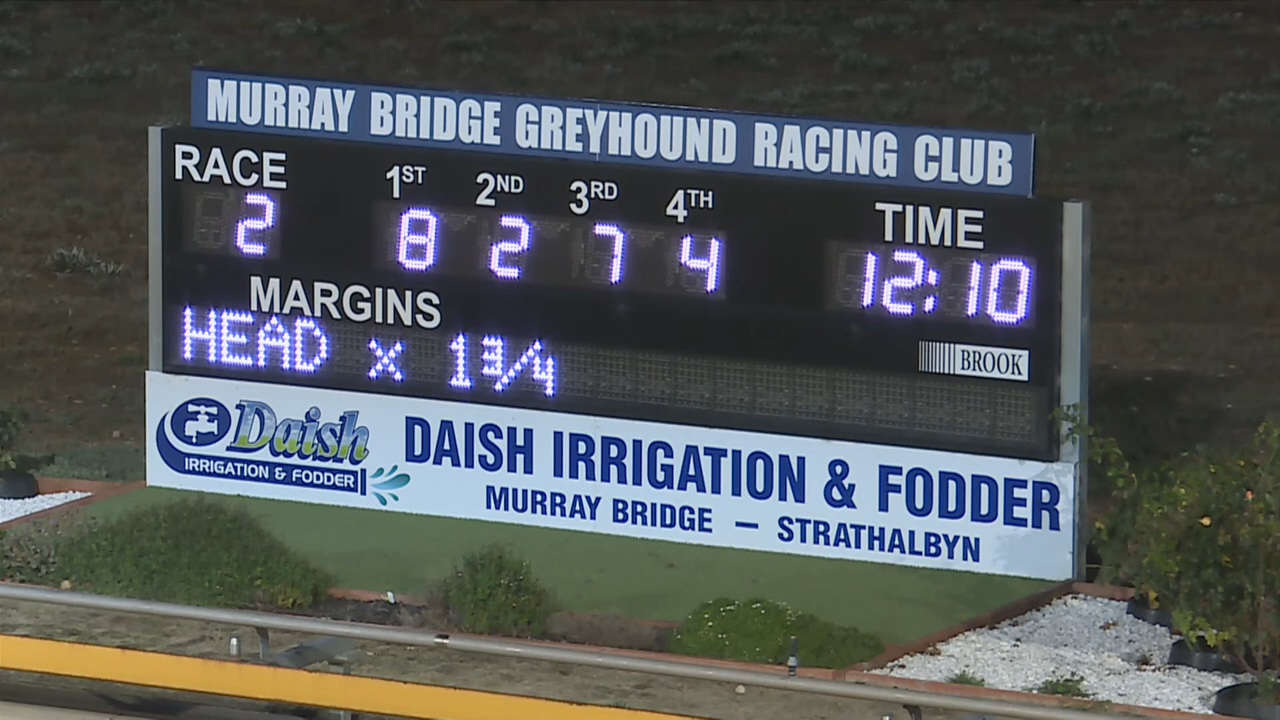 MURRAY BRIDGE GREYHOUND RACING CLUB
RACE 1ST 2ND 3RD 4TH TIME
2 8 2 7 4 12:10
MARGINS
HEAD x 1 3/4
BROOK
Daish
IRRIGATION & FODDER
DAISH IRRIGATION & FODDER
MURRAY BRIDGE – STRATHALBYN